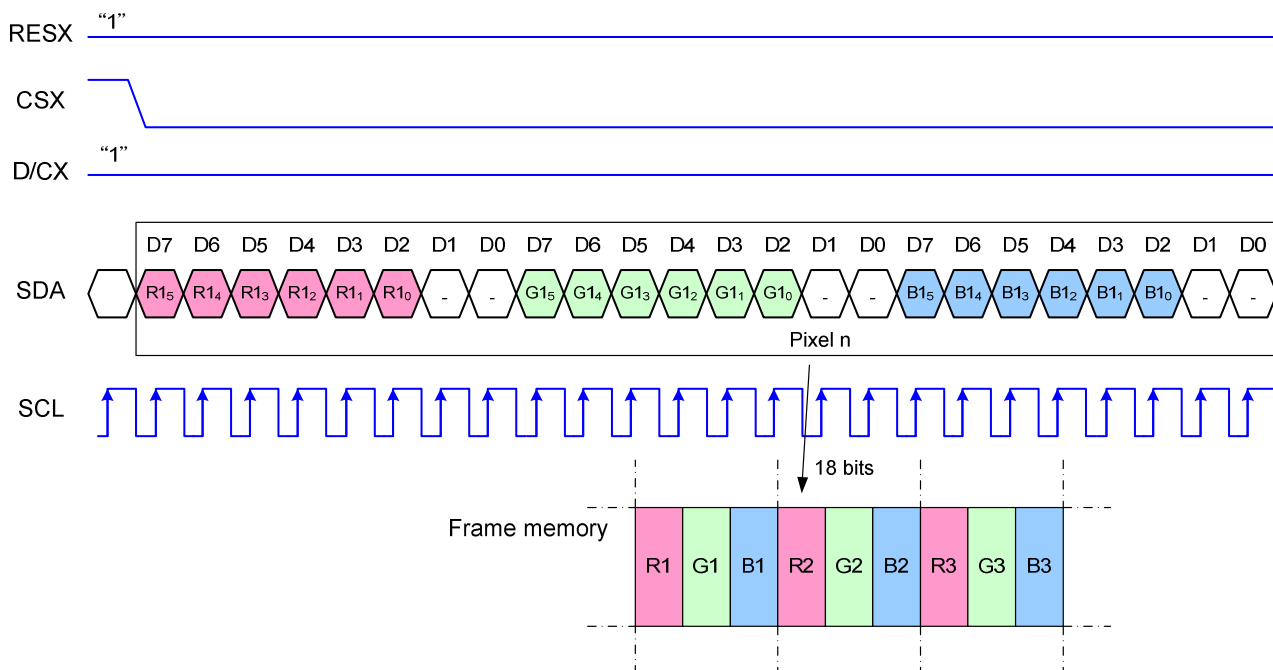 RESX “1”
CSX
D/CX “1”
D7 D6 D5 D4 D3 D2 D1 D0 D7 D6 D5 D4 D3 D2 D1 D0 D7 D6 D5 D4 D3 D2 D1 D0
SDA R1₅ R1₄ R1₃ R1₂ R1₁ R1₀ - - G1₅ G1₄ G1₃ G1₂ G1₁ G1₀ - - B1₅ B1₄ B1₃ B1₂ B1₁ B1₀ - -
Pixel n
SCL
18 bits
Frame memory
R1 G1 B1 R2 G2 B2 R3 G3 B3